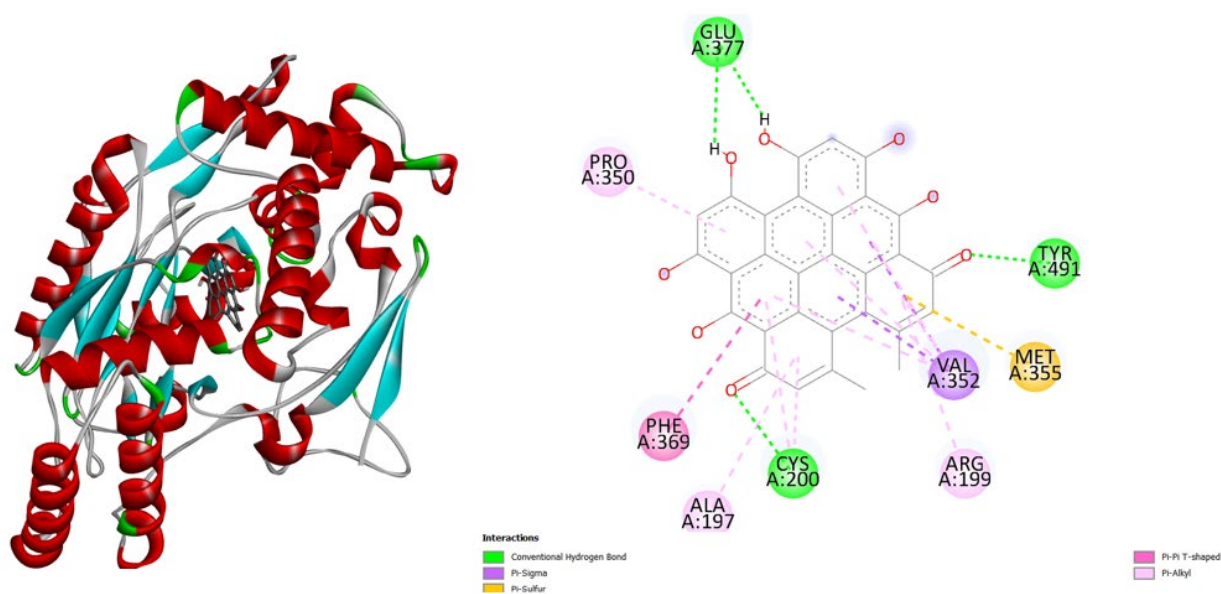 GLU
A:377
H
O
H
O
O
PRO
A:350
O
O
O
TYR
A:491
O
VAL
A:352
MET
A:355
O
PHE
A:369
CYS
A:200
ARG
A:199
ALA
A:197
Interactions
Conventional Hydrogen Bond
Pi-Sigma
Pi-Sulfur
Pi-Pi T-shaped
Pi-Alkyl